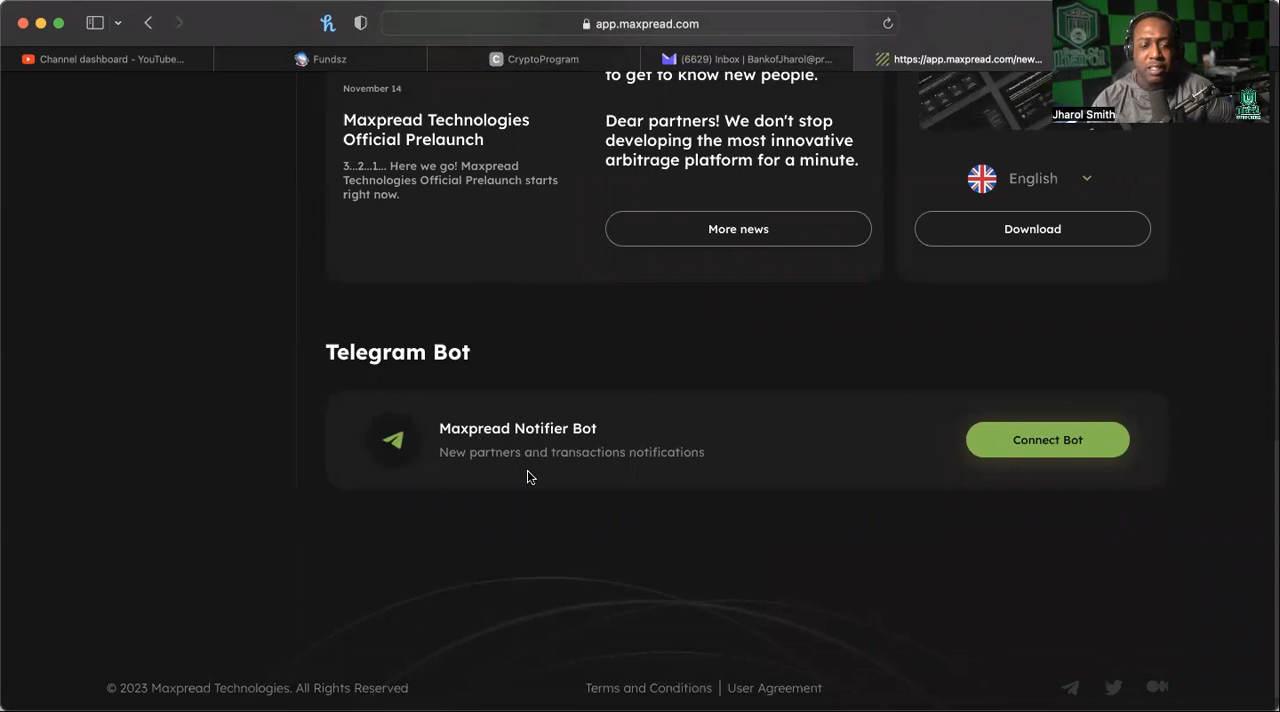 app.maxpread.com
Channel dashboard - YouTube...
Fundsz
CryptoProgram
(6629) Inbox | BankofJharol@pr...
https://app.maxpread.com/new...
Jharol Smith
November 14
Maxpread Technologies
Official Prelaunch
3...2...1... Here we go! Maxpread
Technologies Official Prelaunch starts
right now.
to get to know new people.
Dear partners! We don't stop
developing the most innovative
arbitrage platform for a minute.
More news
English
Download
Telegram Bot
Maxpread Notifier Bot
New partners and transactions notifications
Connect Bot
© 2023 Maxpread Technologies. All Rights Reserved
Terms and Conditions | User Agreement